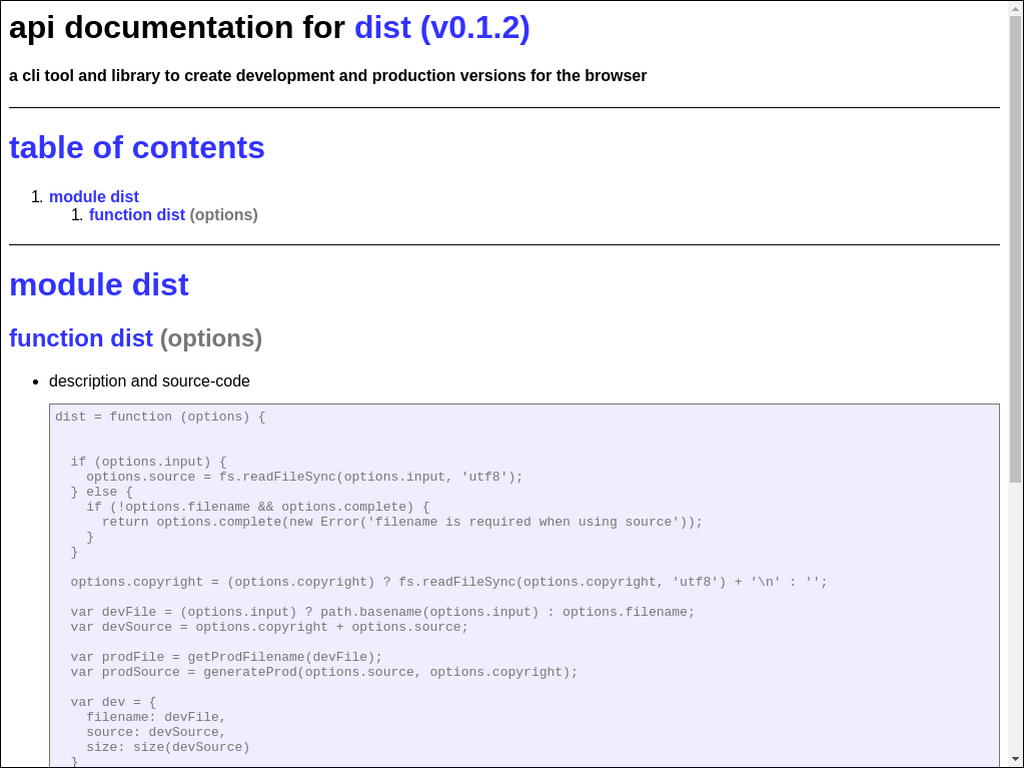 api documentation for dist (v0.1.2)
a cli tool and library to create development and production versions for the browser
table of contents
1. module dist
1. function dist (options)
module dist
function dist (options)
• description and source-code
dist = function (options) {
if (options.input) {
options.source = fs.readFileSync(options.input, 'utf8');
} else {
if (!options.filename && options.complete) {
return options.complete(new Error('filename is required when using source'));
}
}
options.copyright = (options.copyright) ? fs.readFileSync(options.copyright, 'utf8') + '\n' : '';
var devFile = (options.input) ? path.basename(options.input) : options.filename;
var devSource = options.copyright + options.source;
var prodFile = getProdFilename(devFile);
var prodSource = generateProd(options.source, options.copyright);
var dev = {
filename: devFile,
source: devSource,
size: size(devSource)
}